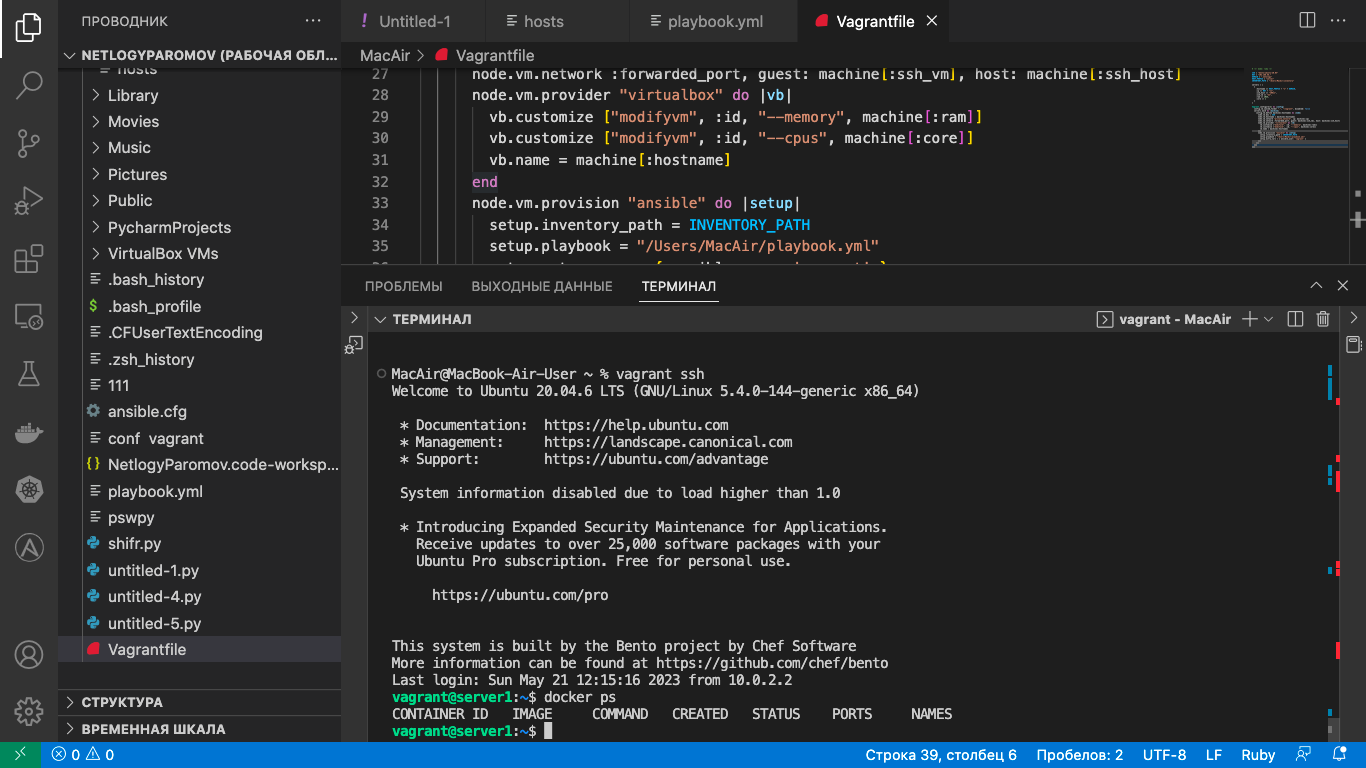 ПРОВОДНИК
NETLOGYPAROMOV (РАБОЧАЯ ОБЛ...
hosts
Library
Movies
Music
Pictures
Public
PycharmProjects
VirtualBox VMs
.bash_history
.bash_profile
.CFUserTextEncoding
.zsh_history
111
ansible.cfg
conf vagrant
NetlogyParomov.code-worksp...
playbook.yml
pswpy
shifr.py
untitled-1.py
untitled-4.py
untitled-5.py
Vagrantfile
СТРУКТУРА
ВРЕМЕННАЯ ШКАЛА
Untitled-1 hosts playbook.yml Vagrantfile
MacAir > Vagrantfile
27 node.vm.network :forwarded_port, guest: machine[:ssh_vm], host: machine[:ssh_host]
28 node.vm.provider "virtualbox" do |vb|
29 vb.customize ["modifyvm", :id, "--memory", machine[:ram]]
30 vb.customize ["modifyvm", :id, "--cpus", machine[:core]]
31 vb.name = machine[:hostname]
32 end
33 node.vm.provision "ansible" do |setup|
34 setup.inventory_path = INVENTORY_PATH
35 setup.playbook = "/Users/MacAir/playbook.yml"
ПРОБЛЕМЫ ВЫХОДНЫЕ ДАННЫЕ ТЕРМИНАЛ
ТЕРМИНАЛ vagrant - MacAir
MacAir@MacBook-Air-User ~ % vagrant ssh
Welcome to Ubuntu 20.04.6 LTS (GNU/Linux 5.4.0-144-generic x86_64)
* Documentation: https://help.ubuntu.com
* Management: https://landscape.canonical.com
* Support: https://ubuntu.com/advantage
System information disabled due to load higher than 1.0
* Introducing Expanded Security Maintenance for Applications.
Receive updates to over 25,000 software packages with your
Ubuntu Pro subscription. Free for personal use.
https://ubuntu.com/pro
This system is built by the Bento project by Chef Software
More information can be found at https://github.com/chef/bento
Last login: Sun May 21 12:15:16 2023 from 10.0.2.2
vagrant@server1:~$ docker ps
CONTAINER ID IMAGE COMMAND CREATED STATUS PORTS NAMES
vagrant@server1:~$
0 0 Строка 39, столбец 6 Пробелов: 2 UTF-8 LF Ruby